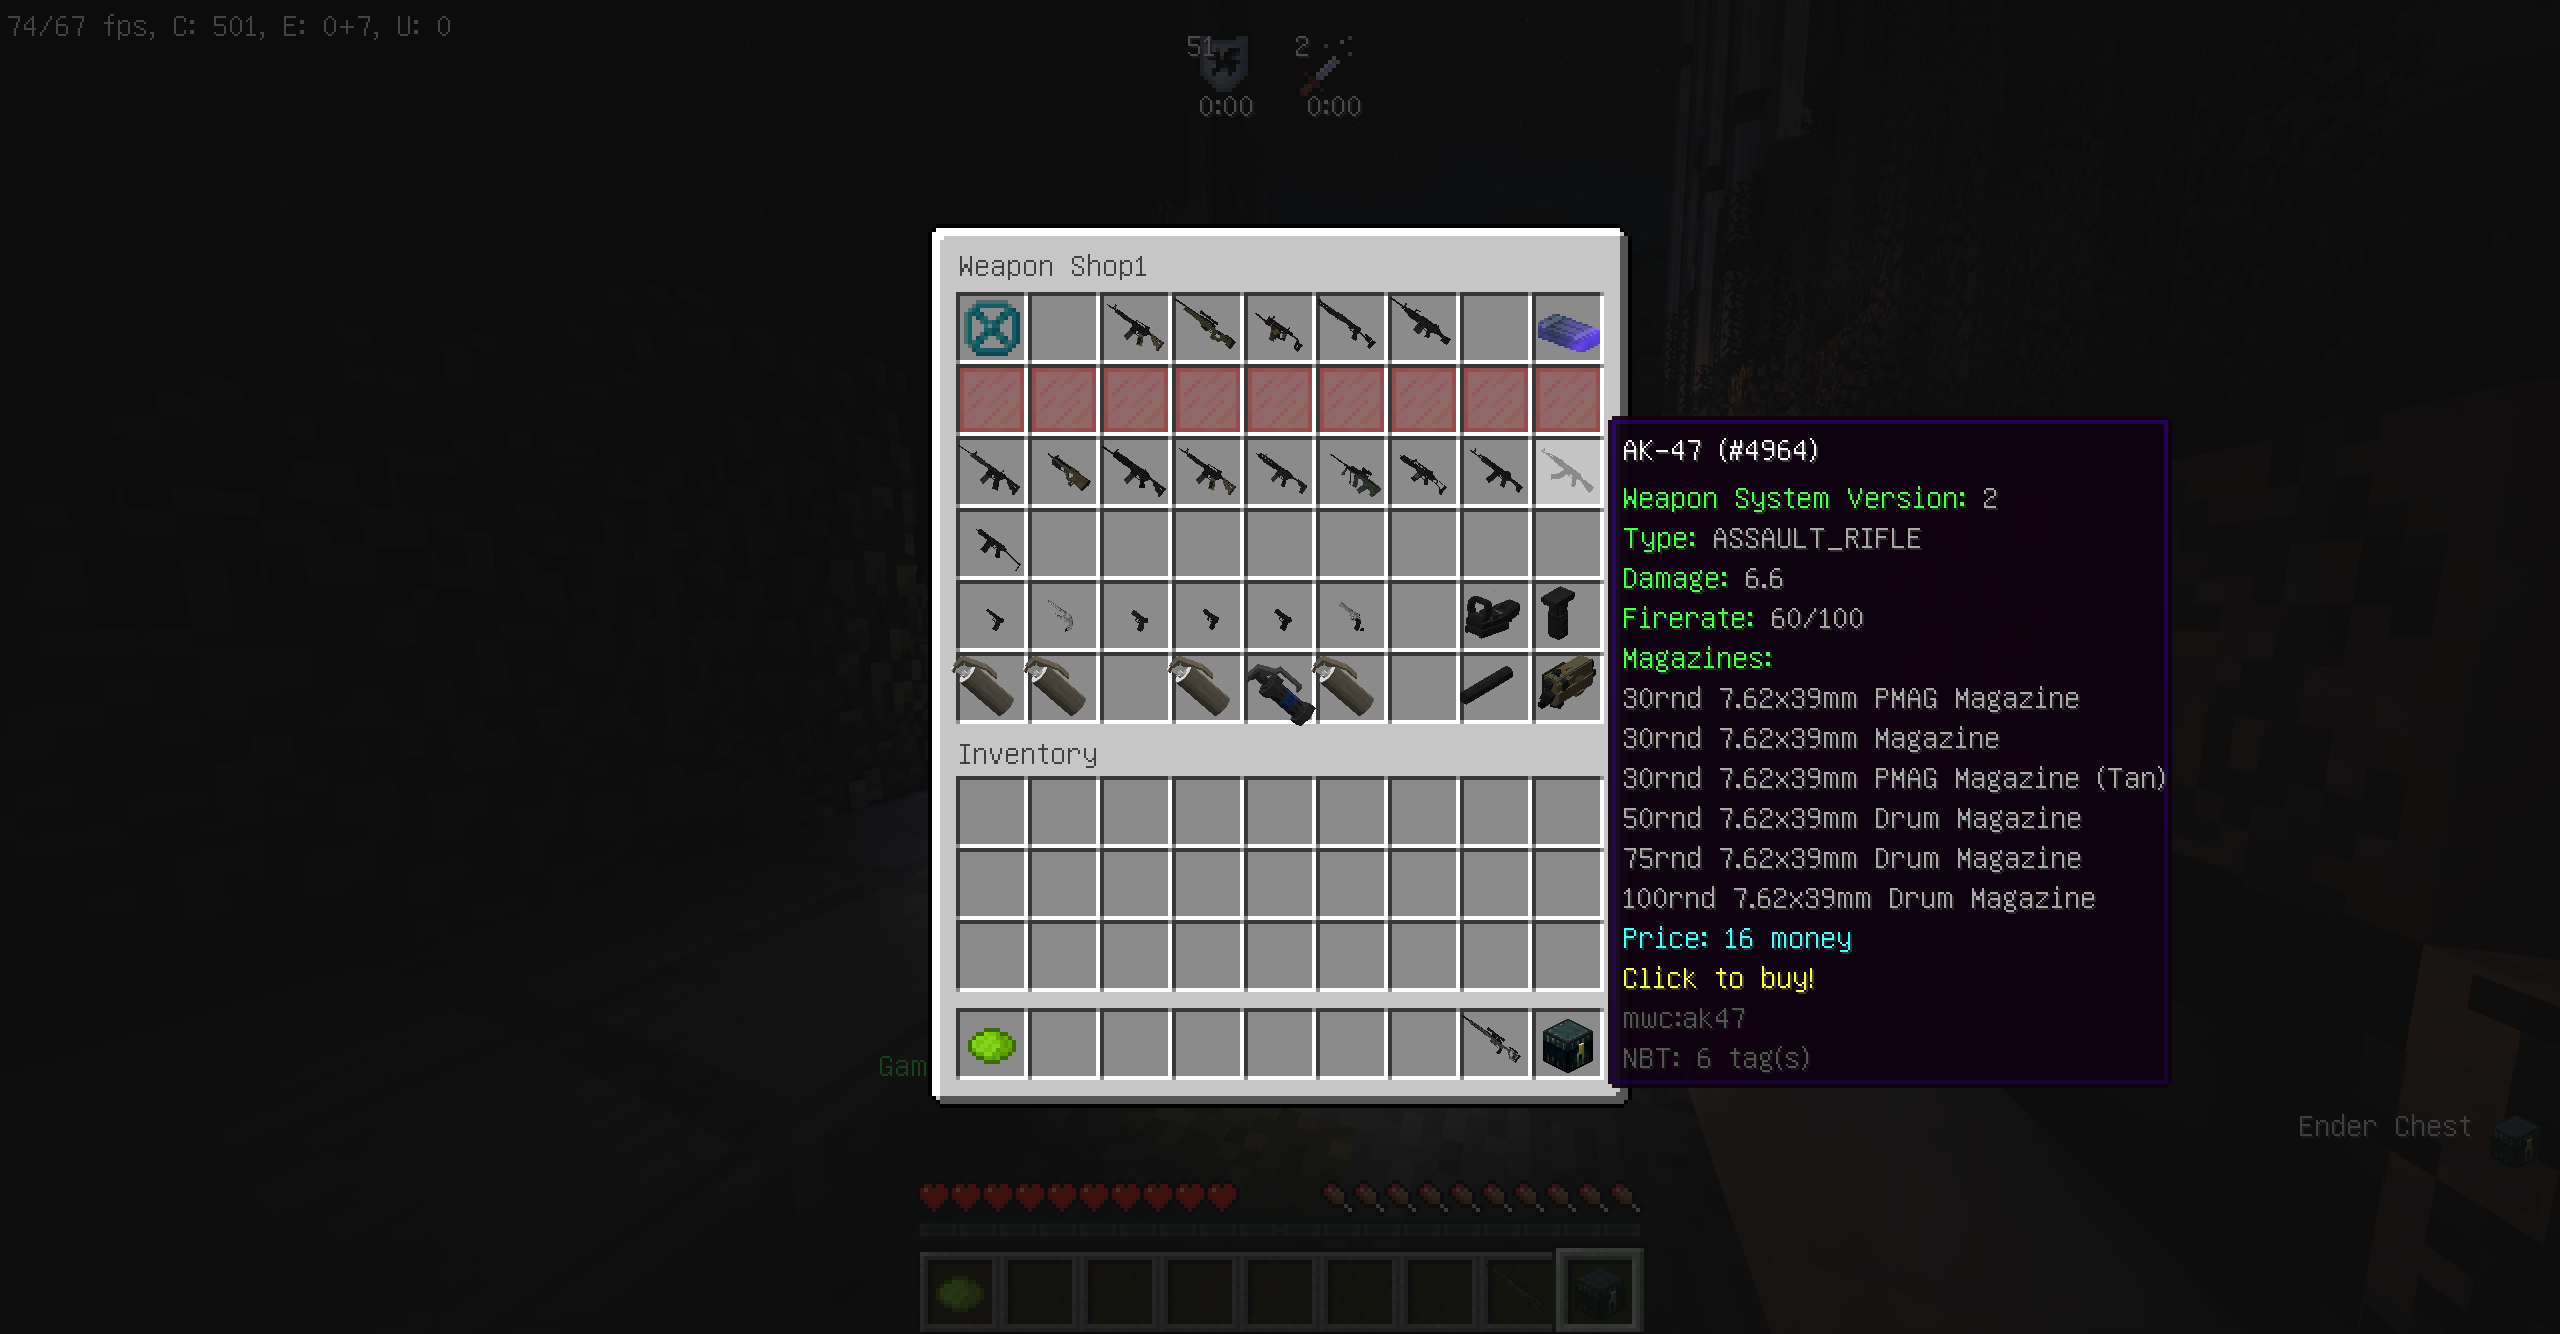 74/67 fps, C: 501, E: 0+7, U: 0
51 2
0:00 0:00
Weapon Shop1
AK-47 (#4964)
Weapon System Version: 2
Type: ASSAULT_RIFLE
Damage: 6.6
Firerate: 60/100
Magazines:
30rnd 7.62x39mm PMAG Magazine
30rnd 7.62x39mm Magazine
30rnd 7.62x39mm PMAG Magazine (Tan)
50rnd 7.62x39mm Drum Magazine
75rnd 7.62x39mm Drum Magazine
100rnd 7.62x39mm Drum Magazine
Price: 16 money
Click to buy!
mwc:ak47
NBT: 6 tag(s)
Inventory
Gam
Ender Chest